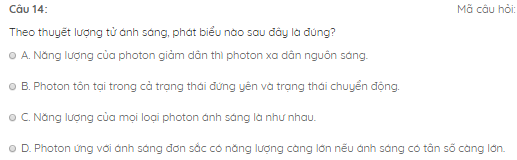 Câu 14: Mã câu hỏi:
Theo thuyết lượng tử ánh sáng, phát biểu nào sau đây là đúng?
A. Năng lượng của photon giảm dần thì photon xa dần nguồn sáng.
B. Photon tồn tại trong cả trạng thái đứng yên và trạng thái chuyển động.
C. Năng lượng của mọi loại photon ánh sáng là như nhau.
D. Photon ứng với ánh sáng đơn sắc có năng lượng càng lớn nếu ánh sáng có tần số càng lớn.